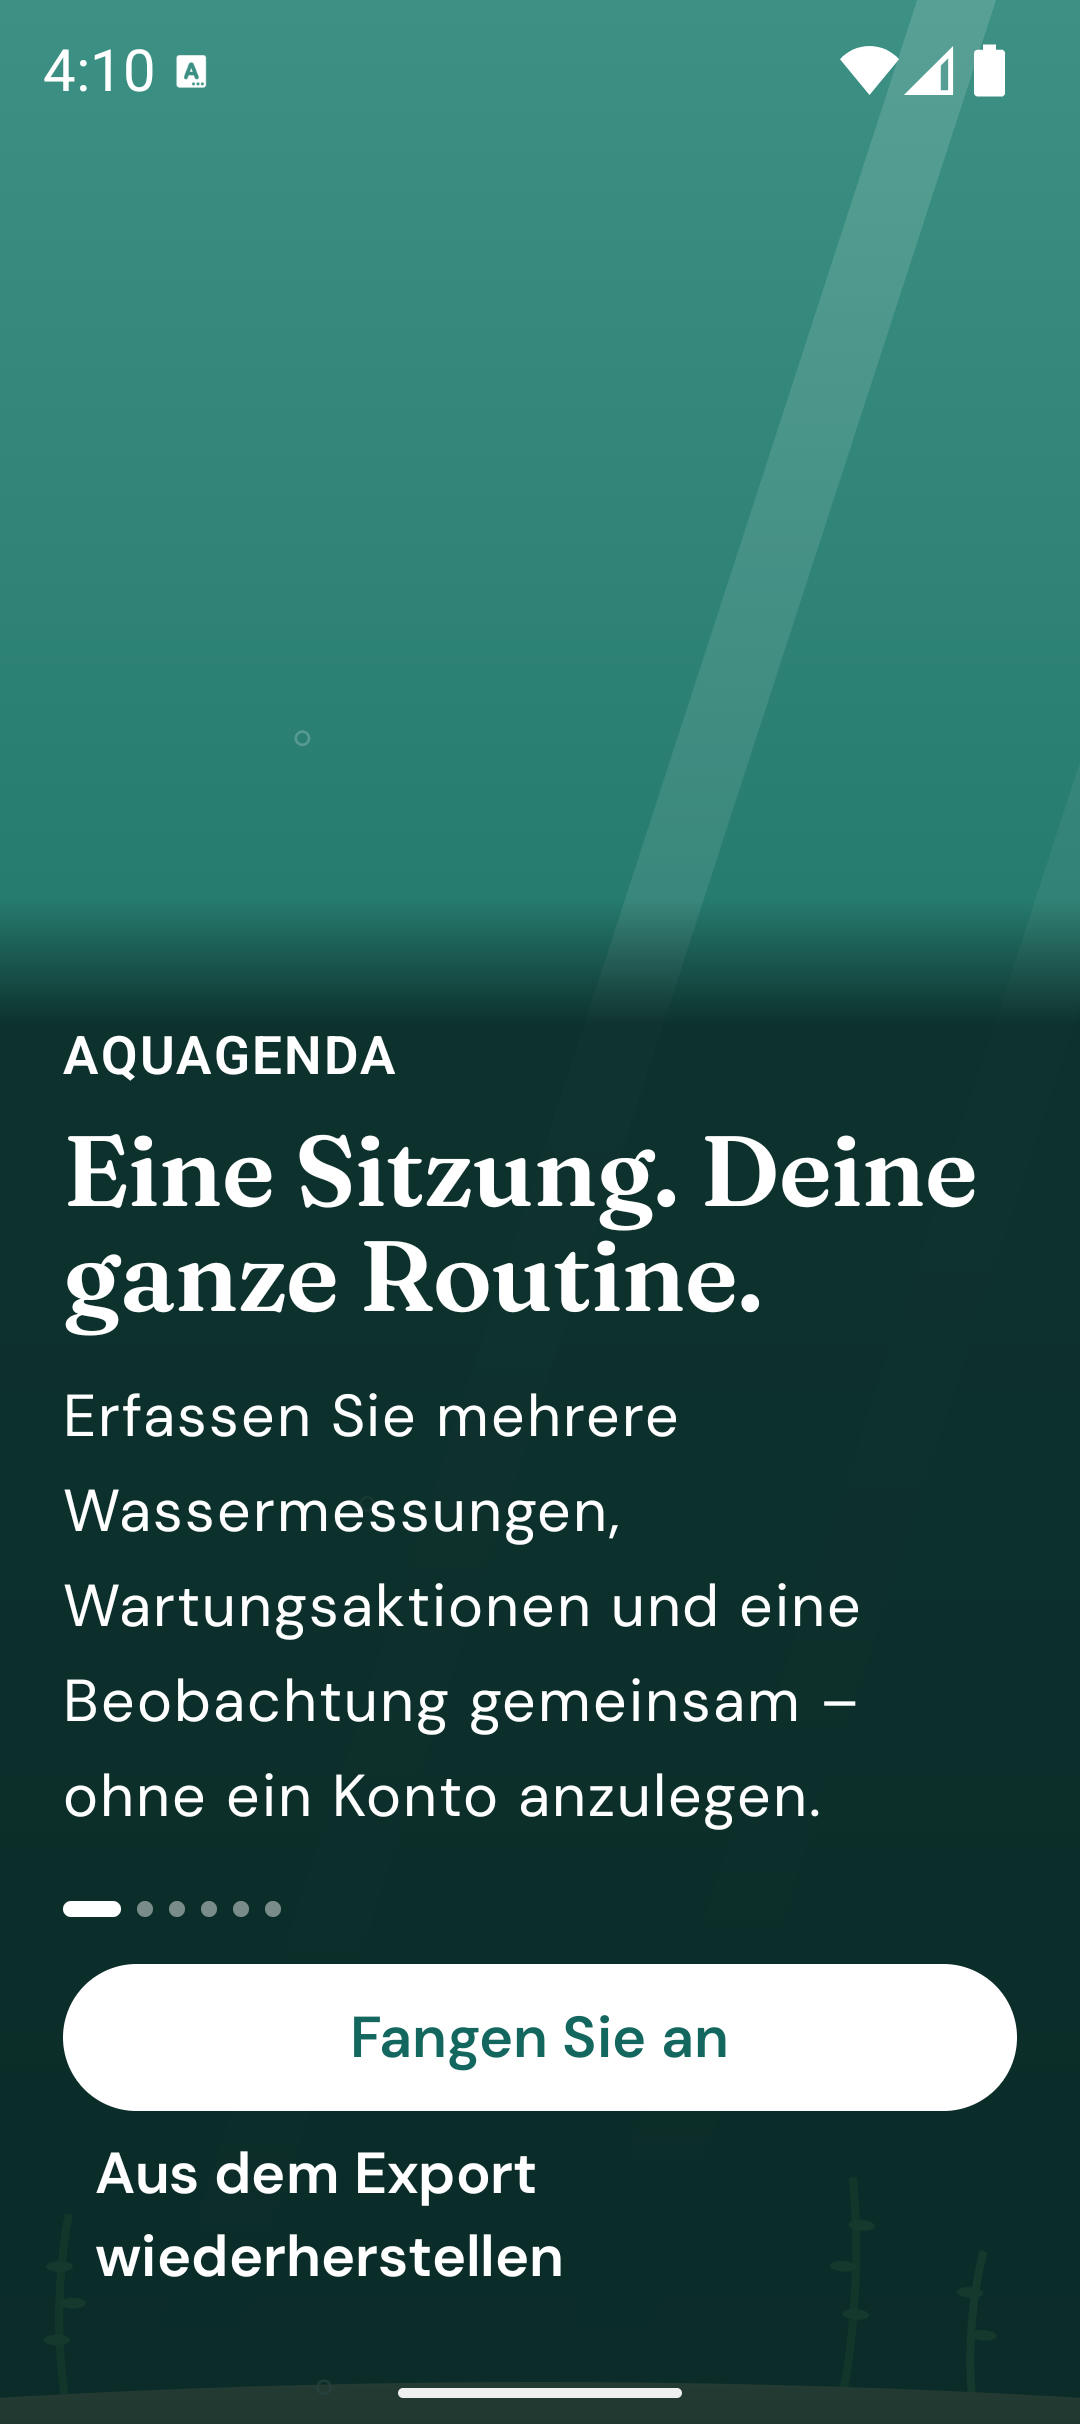 4:10
AQUAGENDA
Eine Sitzung. Deine
ganze Routine.
Erfassen Sie mehrere
Wassermessungen,
Wartungsaktionen und eine
Beobachtung gemeinsam –
ohne ein Konto anzulegen.
Fangen Sie an
Aus dem Export
wiederherstellen